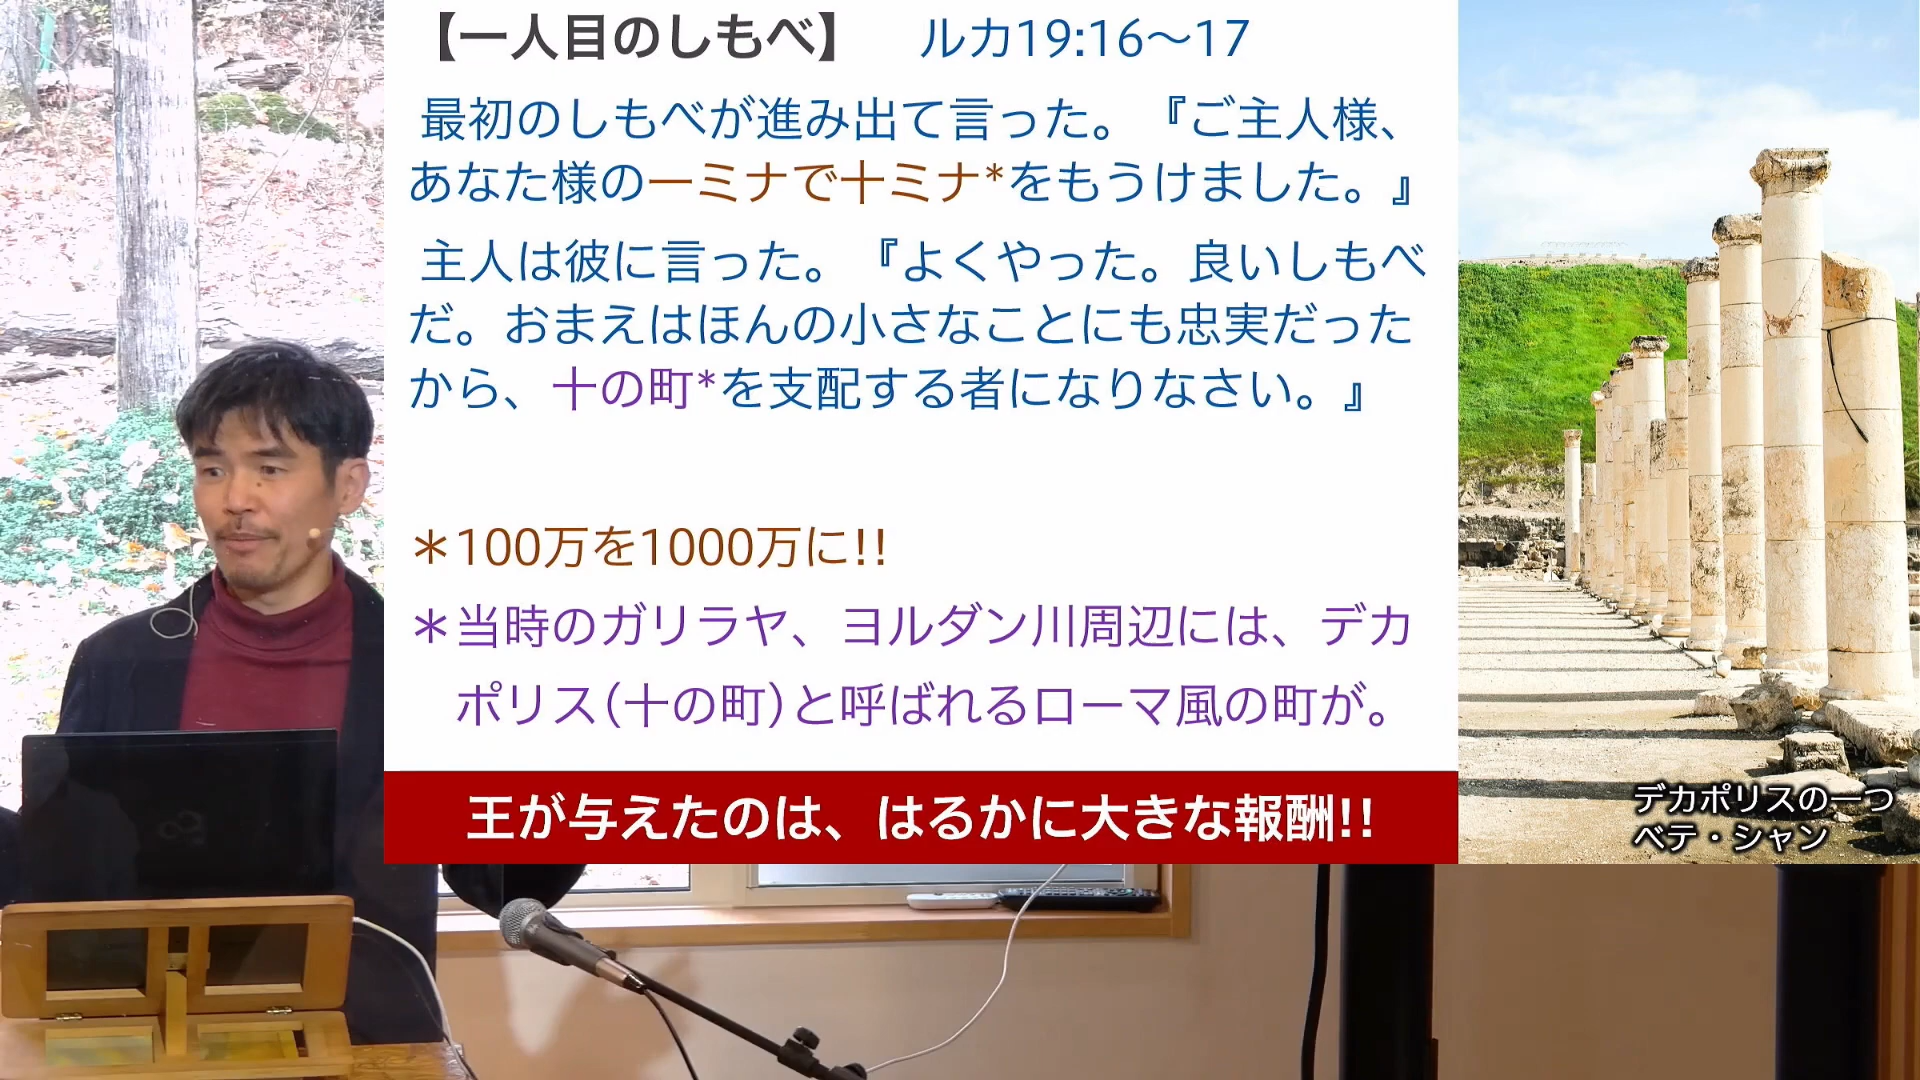 【一人目のしもべ】 ルカ19:16〜17
最初のしもべが進み出て言った。『ご主人様、
あなた様の一ミナで十ミナ*をもうけました。』
主人は彼に言った。『よくやった。良いしもべ
だ。おまえはほんの小さなことにも忠実だった
から、十の町*を支配する者になりなさい。』
＊100万を1000万に!!
＊当時のガリラヤ、ヨルダン川周辺には、デカ
ポリス(十の町)と呼ばれるローマ風の町が。
王が与えたのは、はるかに大きな報酬!!
デカポリスの一つ
ベテ・シャン